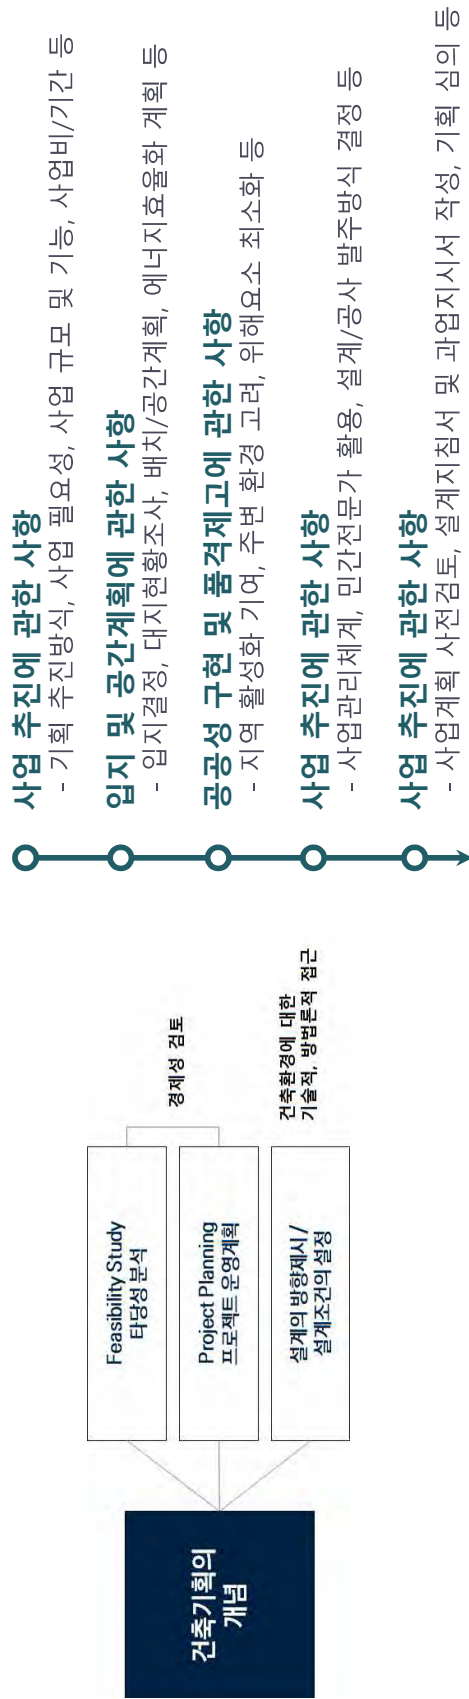 건축기획의
개념
Feasibility Study
타당성 분석
Project Planning
프로젝트 운영계획
설계의 방향제시 /
설계조건의 설정
경제성 검토
건축환경에 대한
기술적, 방법론적 접근
사업 추진에 관한 사항
- 기획 추진방식, 사업 필요성, 사업 규모 및 기능, 사업비/기간 등
입지 및 공간계획에 관한 사항
- 입지결정, 대지현황조사, 배치/공간계획, 에너지효율화 계획 등
공공성 구현 및 품격제고에 관한 사항
- 지역 활성화 기여, 주변 환경 고려, 위해요소 최소화 등
사업 추진에 관한 사항
- 사업관리체계, 민간전문가 활용, 설계/공사 발주방식 결정 등
사업 추진에 관한 사항
- 사업계획 사전검토, 설계지침서 및 과업지시서 작성, 기획 심의 등